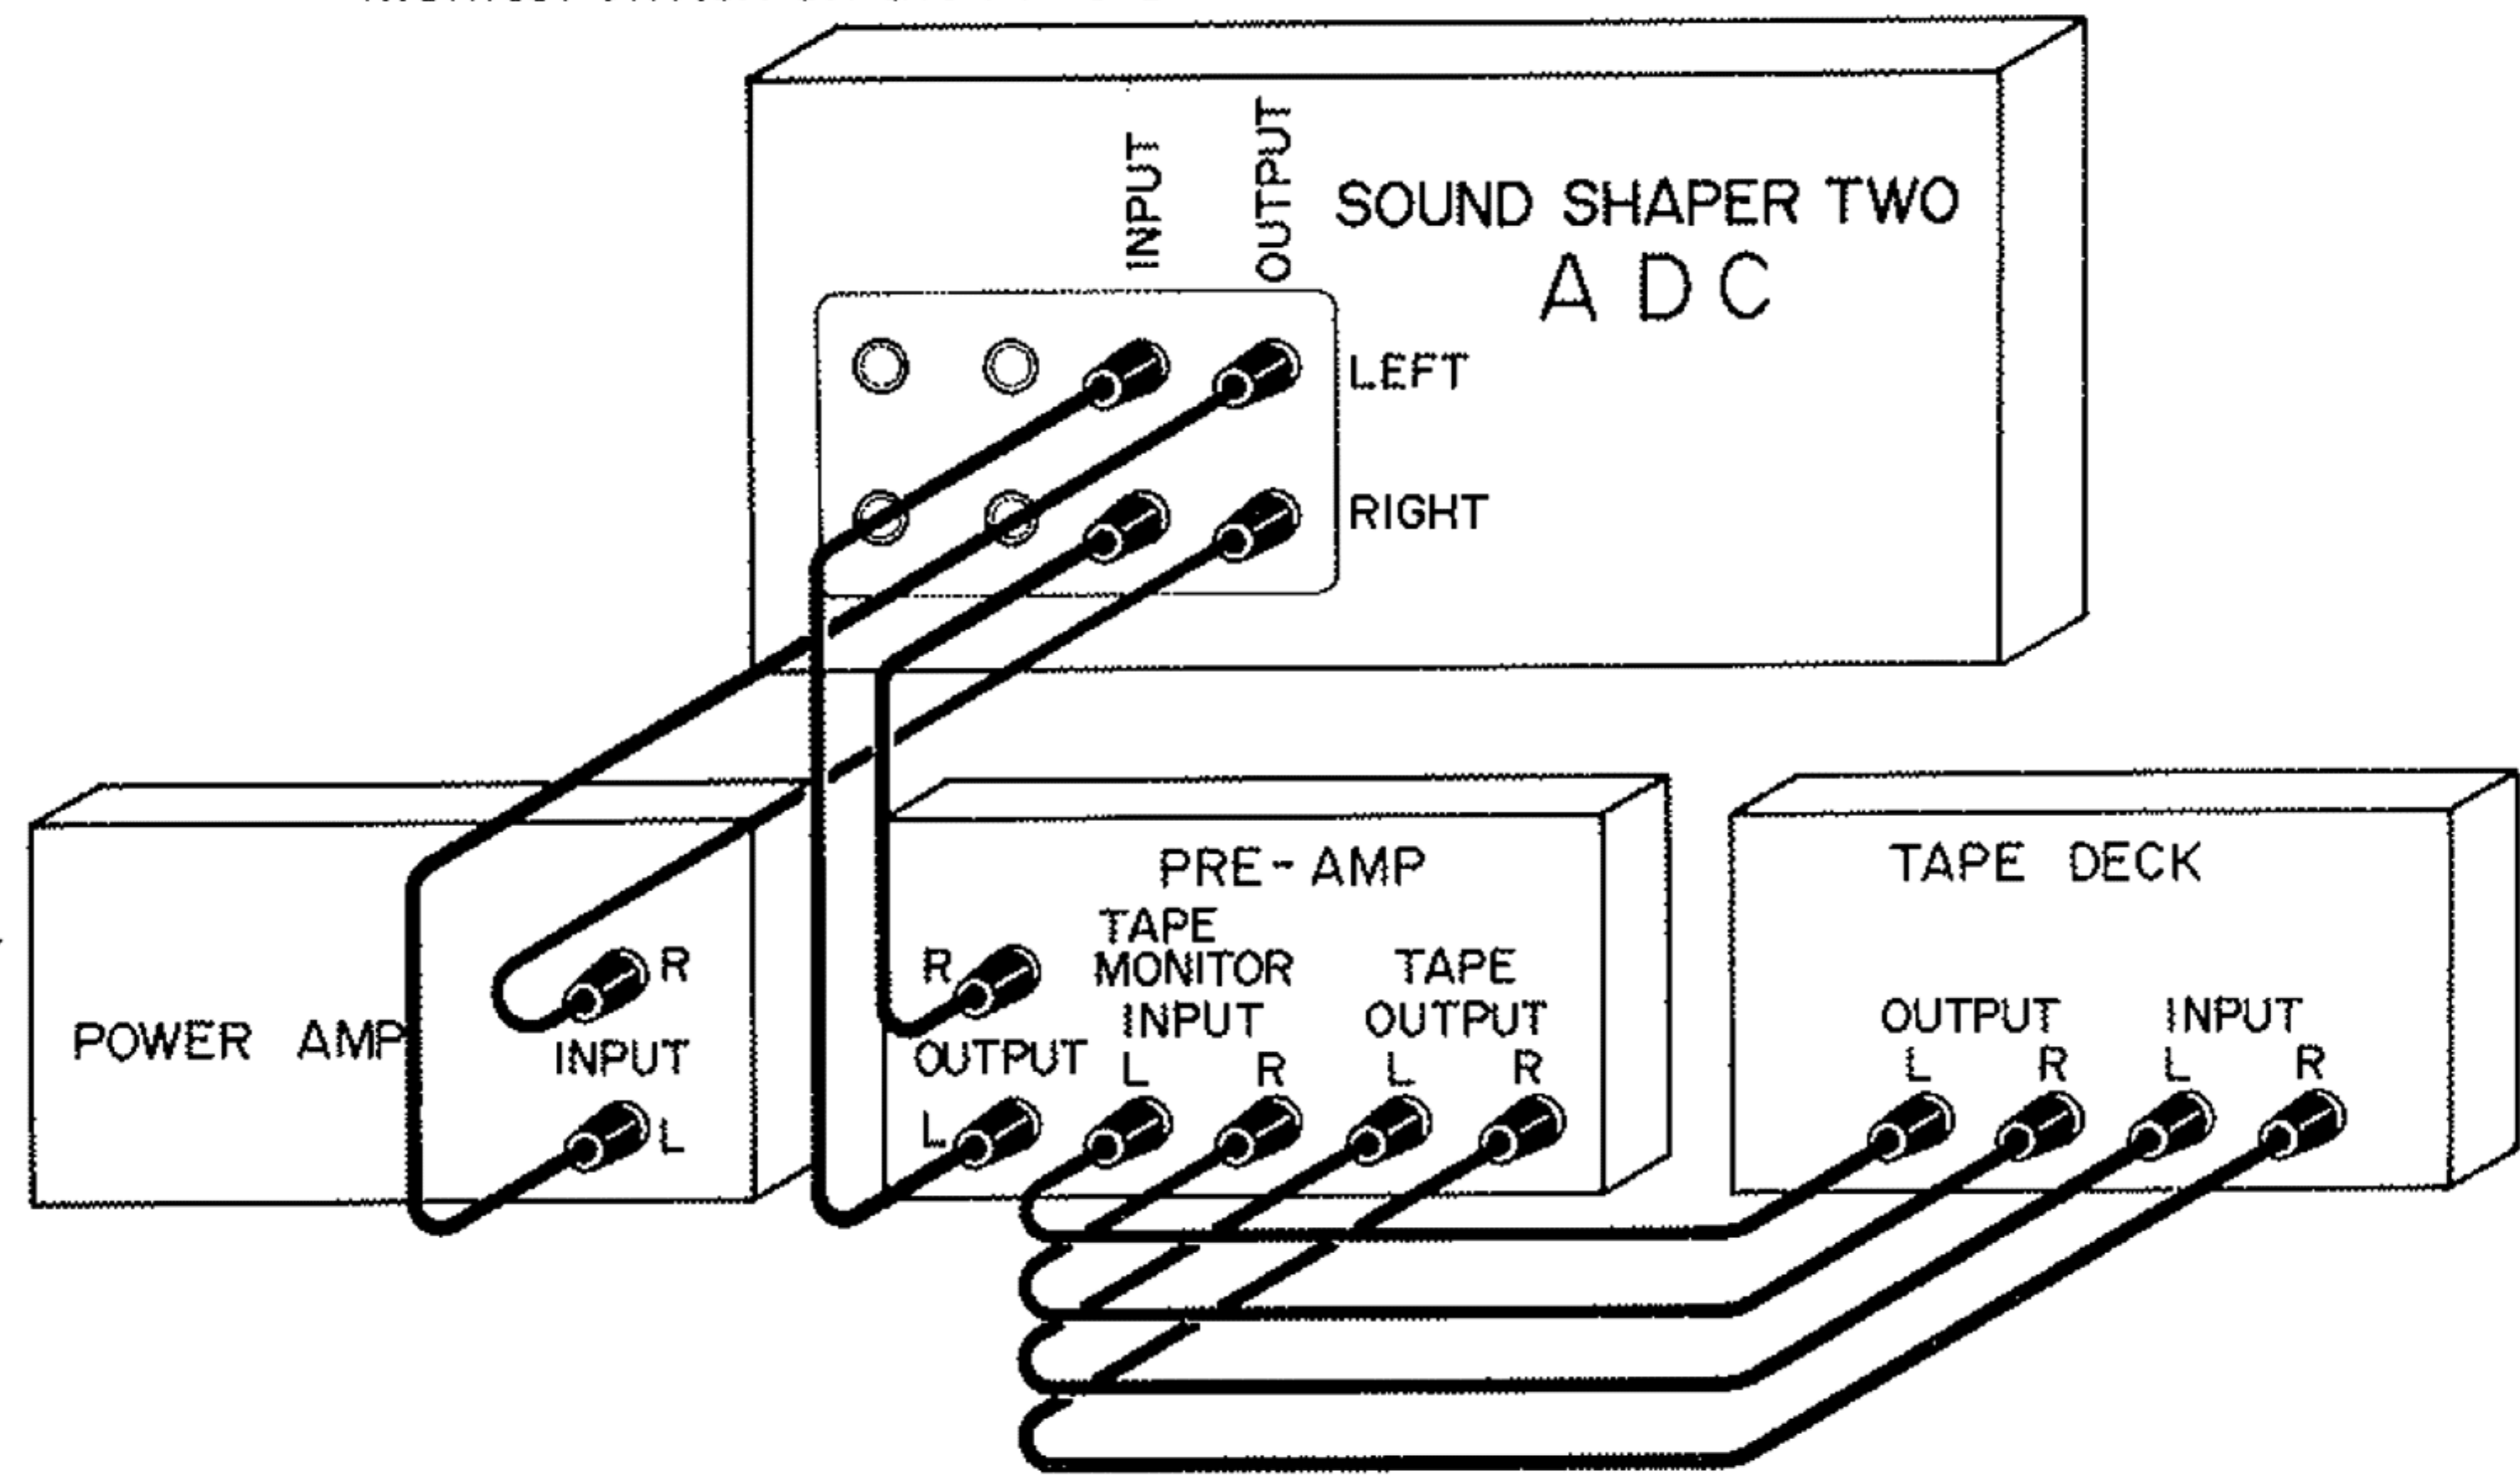 INPUT
OUTPUT
SOUND SHAPER TWO
ADC
LEFT
RIGHT
POWER AMP
R
INPUT
L
PRE-AMP
R
OUTPUT
L
TAPE
MONITOR
INPUT
L R
TAPE
OUTPUT
L R
TAPE DECK
OUTPUT
L R
INPUT
L R